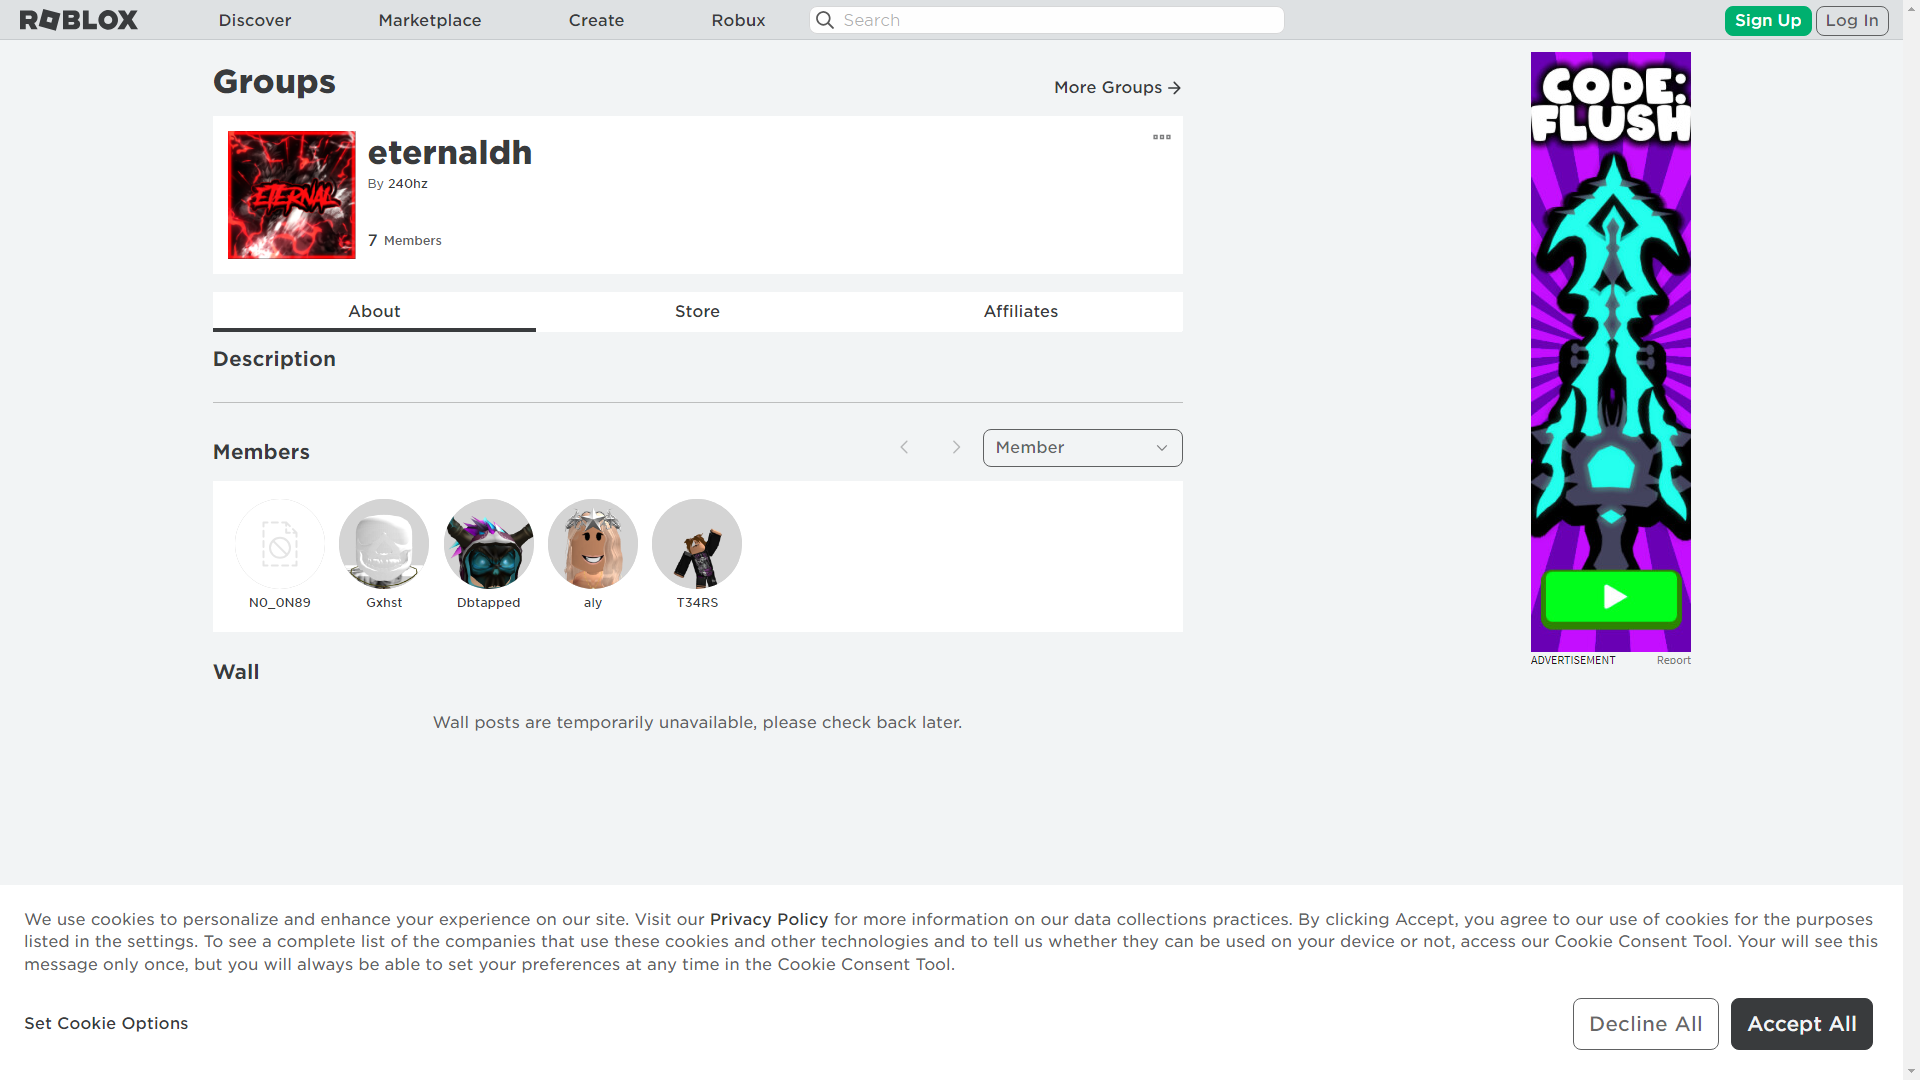 ROBLOX
Discover
Marketplace
Create
Robux
Search
Sign Up
Log In
Groups
More Groups
ETERNAL
eternaldh
By 240hz
7 Members
About
Store
Affiliates
Description
Members
Member
N0_0N89
Gxhst
Dbtapped
aly
T34RS
Wall
Wall posts are temporarily unavailable, please check back later.
CODE:
FLUSH
ADVERTISEMENT
Report
We use cookies to personalize and enhance your experience on our site. Visit our Privacy Policy for more information on our data collections practices. By clicking Accept, you agree to our use of cookies for the purposes
listed in the settings. To see a complete list of the companies that use these cookies and other technologies and to tell us whether they can be used on your device or not, access our Cookie Consent Tool. Your will see this
message only once, but you will always be able to set your preferences at any time in the Cookie Consent Tool.
Set Cookie Options
Decline All
Accept All